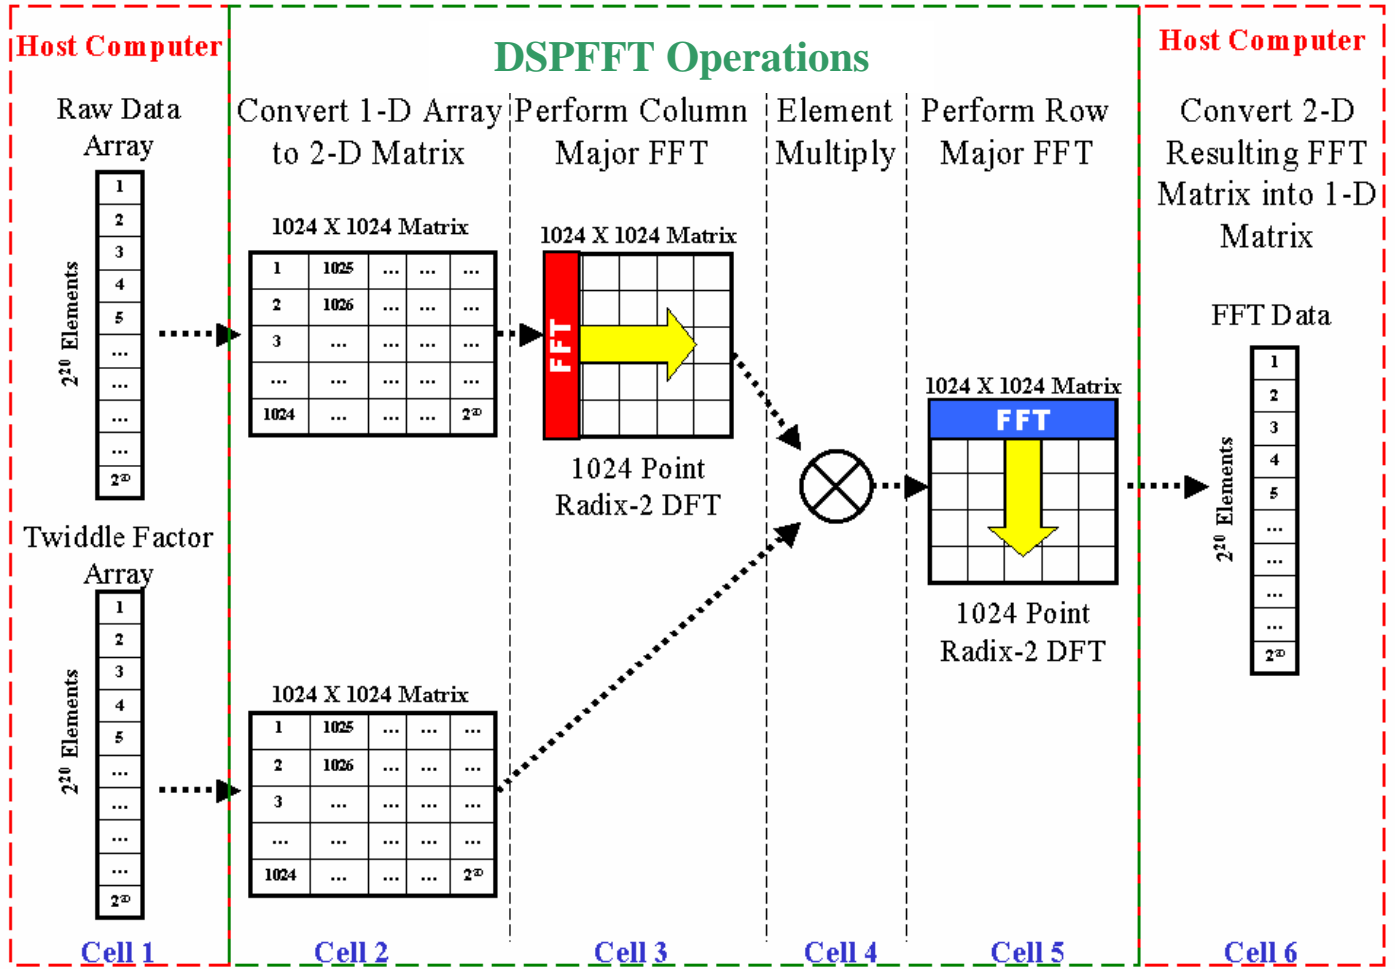 Host Computer
DSPFFT Operations
Host Computer
Raw Data
Array
Convert 1-D Array
to 2-D Matrix
Perform Column
Major FFT
Element
Multiply
Perform Row
Major FFT
Convert 2-D
Resulting FFT
Matrix into 1-D
Matrix
2²⁰ Elements
1
2
3
4
5
...
...
...
...
2²⁰
1024 X 1024 Matrix
1 1025 ... ... ...
2 1026 ... ... ...
3 ... ... ... ...
... ... ... ... ...
1024 ... ... ... 2²⁰
1024 X 1024 Matrix
FFT
1024 Point
Radix-2 DFT
1024 X 1024 Matrix
FFT
1024 Point
Radix-2 DFT
FFT Data
2²⁰ Elements
1
2
3
4
5
...
...
...
...
2²⁰
Twiddle Factor
Array
2²⁰ Elements
1
2
3
4
5
...
...
...
...
2²⁰
1024 X 1024 Matrix
1 1025 ... ... ...
2 1026 ... ... ...
3 ... ... ... ...
... ... ... ... ...
1024 ... ... ... 2²⁰
Cell 1
Cell 2
Cell 3
Cell 4
Cell 5
Cell 6